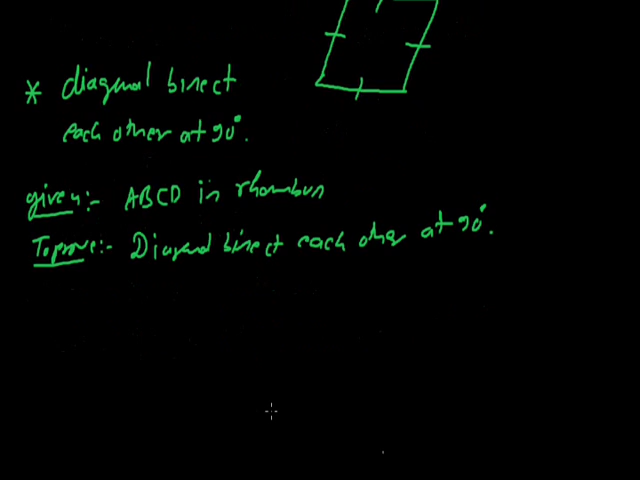 * diagonal bisect
each other at 90°.
given:- ABCD is rhombus
To prove:- Diagonal bisect each other at 90°.